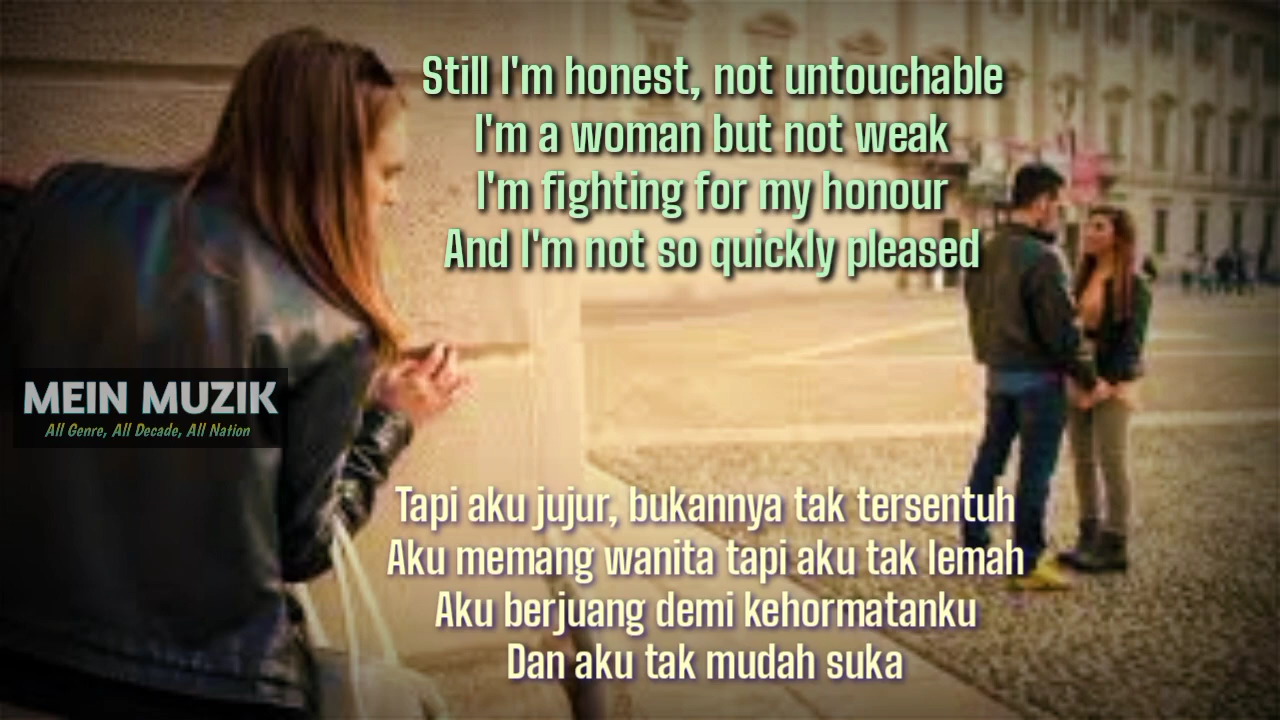 Still I'm honest, not untouchable
I'm a woman but not weak
I'm fighting for my honour
And I'm not so quickly pleased
MEIN MUZIK
All Genre, All Decade, All Nation
Tapi aku jujur, bukannya tak tersentuh
Aku memang wanita tapi aku tak lemah
Aku berjuang demi kehormatanku
Dan aku tak mudah suka